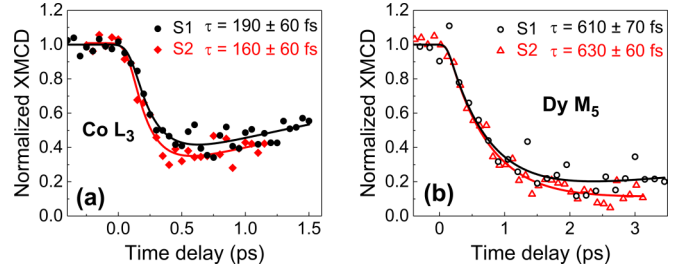 S1 τ = 190 ± 60 fs
S2 τ = 160 ± 60 fs
Co L3
(a)
Normalized XMCD
1.2
1.0
0.8
0.6
0.4
0.2
0.0
0.0 0.5 1.0 1.5
Time delay (ps)
S1 τ = 610 ± 70 fs
S2 τ = 630 ± 60 fs
Dy M5
(b)
Normalized XMCD
1.2
1.0
0.8
0.6
0.4
0.2
0.0
0 1 2 3
Time delay (ps)